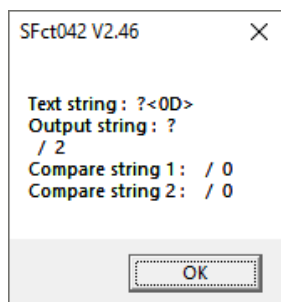 SFct042 V2.46
Text string : ?<0D>
Output string : ?
/ 2
Compare string 1 : / 0
Compare string 2 : / 0
OK